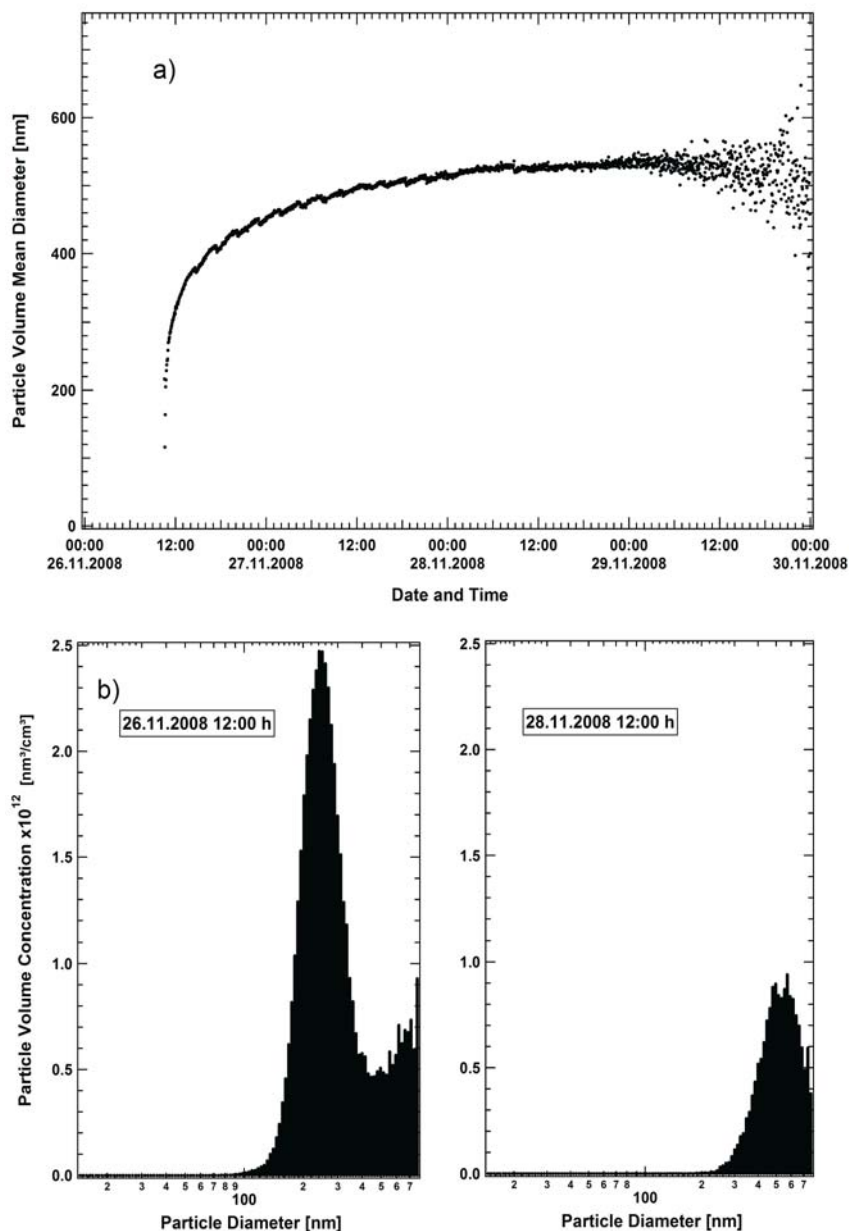 a)
Particle Volume Mean Diameter [nm]
600
400
200
0
00:00 12:00 00:00 12:00 00:00 12:00 00:00 12:00 00:00
26.11.2008 27.11.2008 28.11.2008 29.11.2008 30.11.2008
Date and Time
b)
26.11.2008 12:00 h
Particle Volume Concentration x10¹² [nm³/cm³]
2.5
2.0
1.5
1.0
0.5
0.0
2 3 4 5 6 7 8 9 2 3 4 5 6 7
100
Particle Diameter [nm]
28.11.2008 12:00 h
2.5
2.0
1.5
1.0
0.5
0.0
2 3 4 5 6 7 8 2 3 4 5 6 7
100
Particle Diameter [nm]